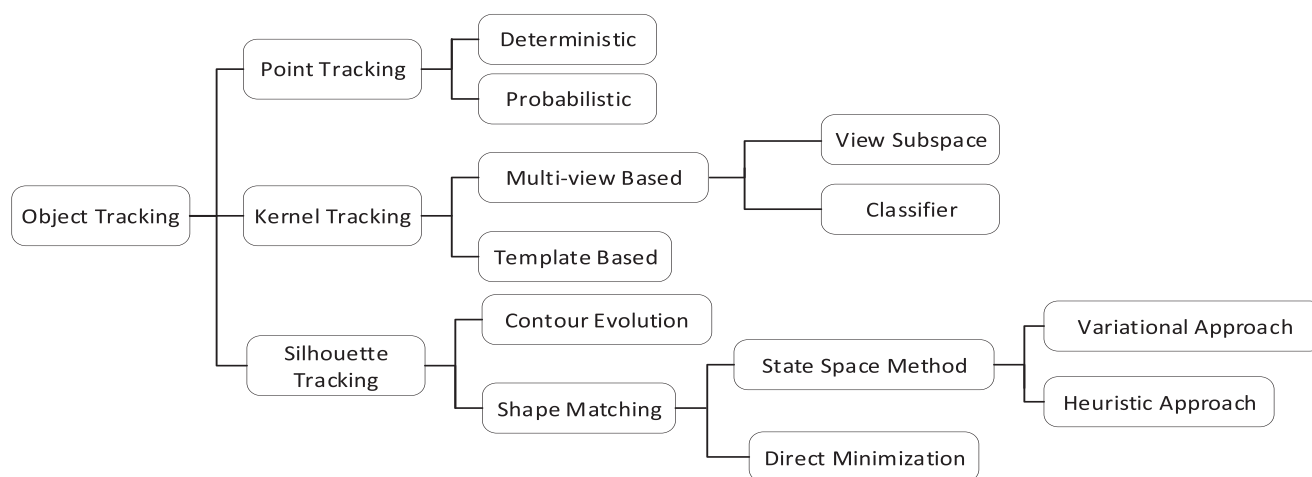 Object Tracking
Point Tracking
Deterministic
Probabilistic
Kernel Tracking
Multi-view Based
View Subspace
Classifier
Template Based
Silhouette
Tracking
Contour Evolution
Shape Matching
State Space Method
Variational Approach
Heuristic Approach
Direct Minimization